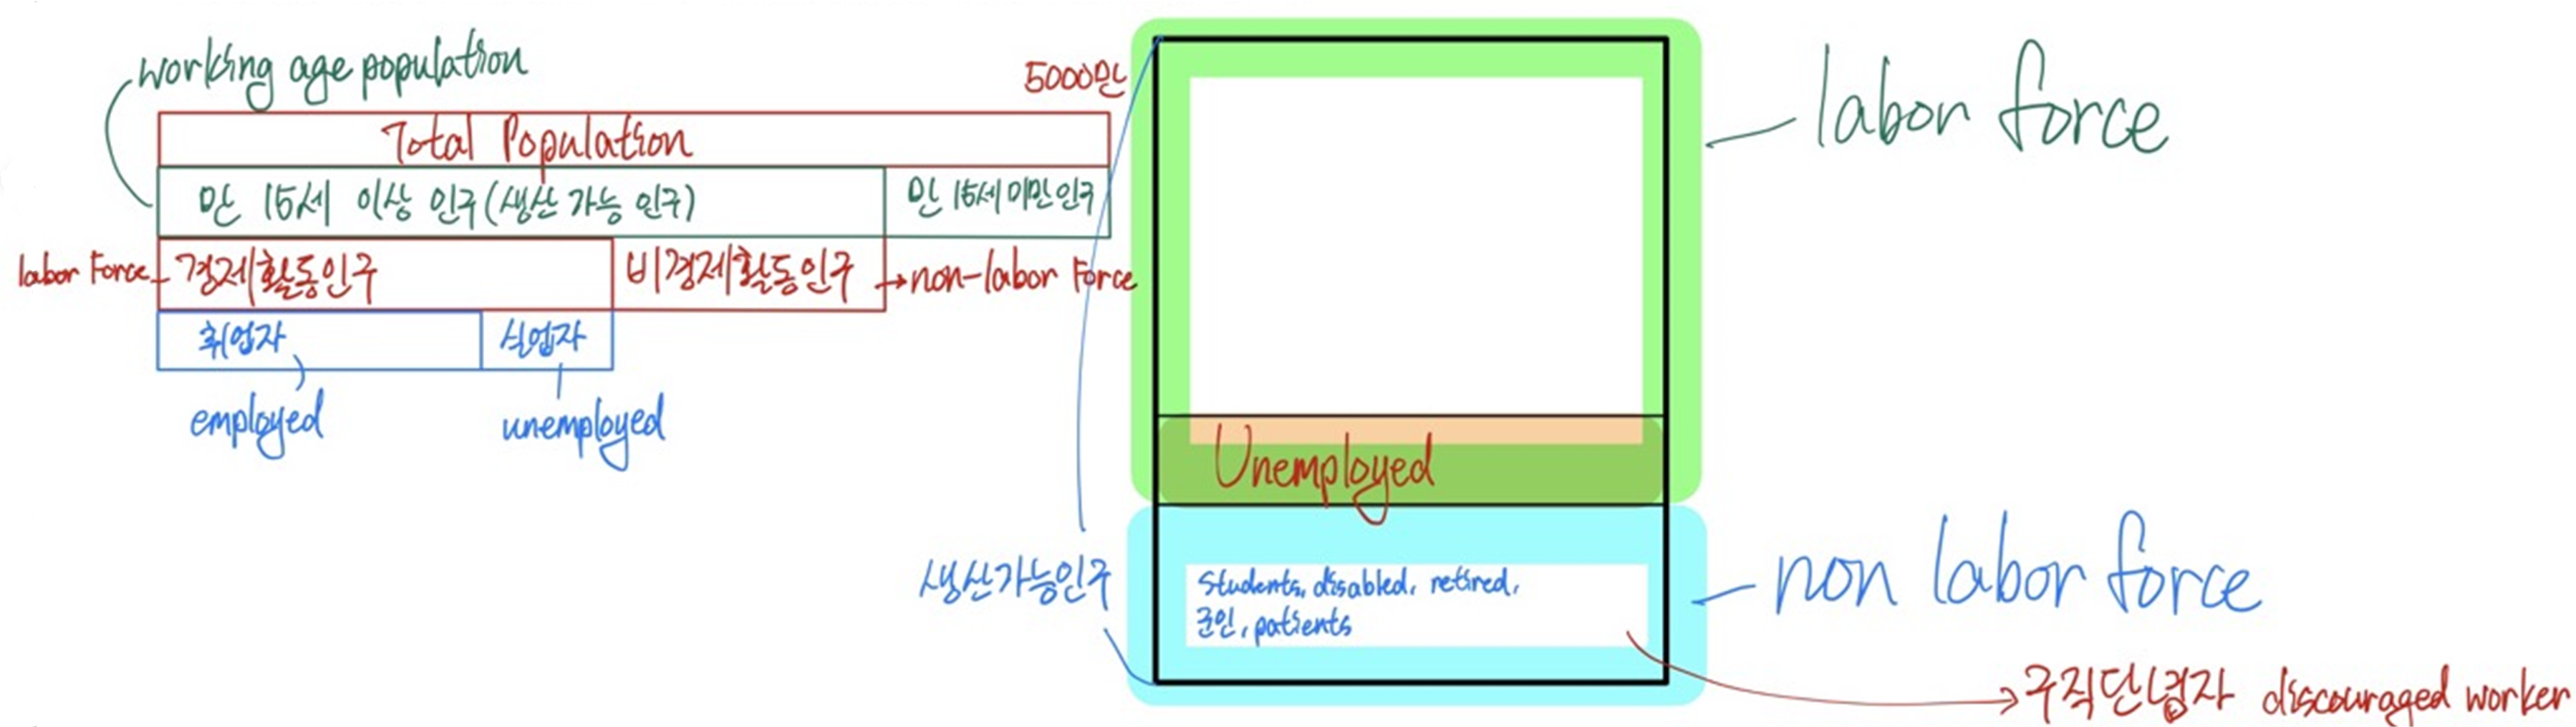 working age population
5000만
Total Population
만 15세 이상 인구(생산 가능 인구)
만 15세 미만 인구
labor Force
경제활동인구
비경제활동인구
non-labor Force
취업자
실업자
employed
unemployed
labor force
Unemployed
생산가능인구
Students, disabled, retired,
군인, patients
non labor force
구직단념자 discouraged worker